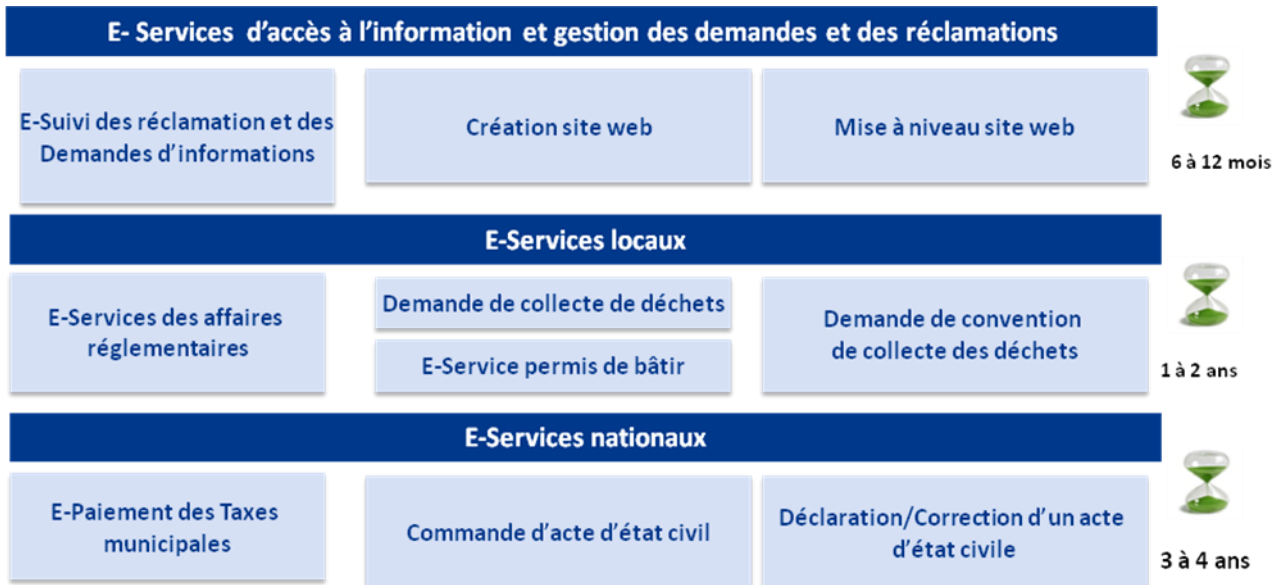 E- Services d’accès à l’information et gestion des demandes et des réclamations
E-Suivi des réclamation et des
Demandes d’informations
Création site web
Mise à niveau site web
6 à 12 mois
E-Services locaux
E-Services des affaires
réglementaires
Demande de collecte de déchets
E-Service permis de bâtir
Demande de convention
de collecte des déchets
1 à 2 ans
E-Services nationaux
E-Paiement des Taxes
municipales
Commande d’acte d’état civil
Déclaration/Correction d’un acte
d’état civile
3 à 4 ans